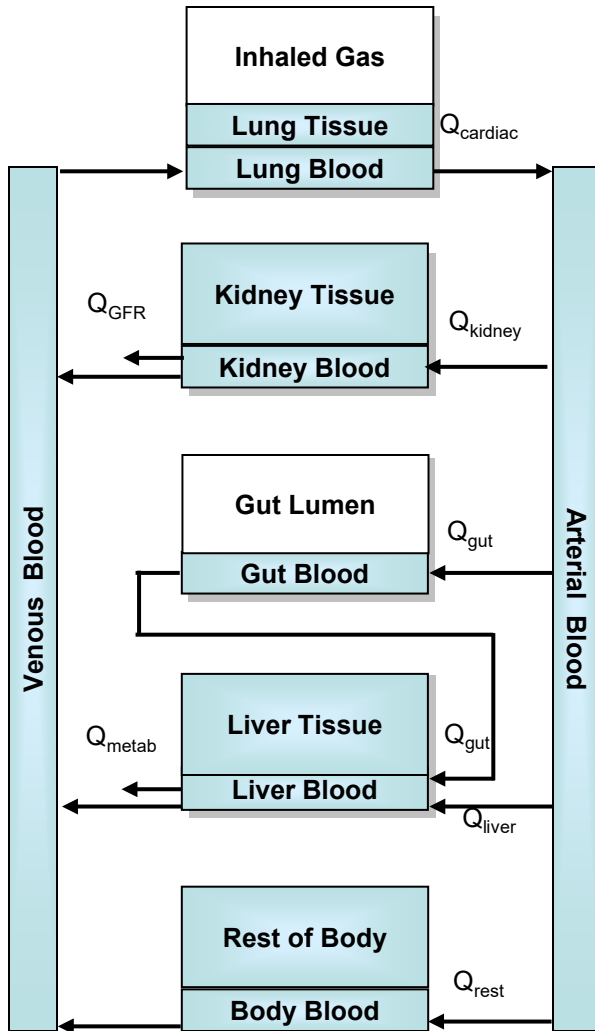 Inhaled Gas
Lung Tissue
Q_cardiac
Lung Blood
Kidney Tissue
Q_GFR
Q_kidney
Kidney Blood
Gut Lumen
Q_gut
Gut Blood
Venous Blood
Arterial Blood
Liver Tissue
Q_metab
Q_gut
Liver Blood
Q_liver
Rest of Body
Q_rest
Body Blood